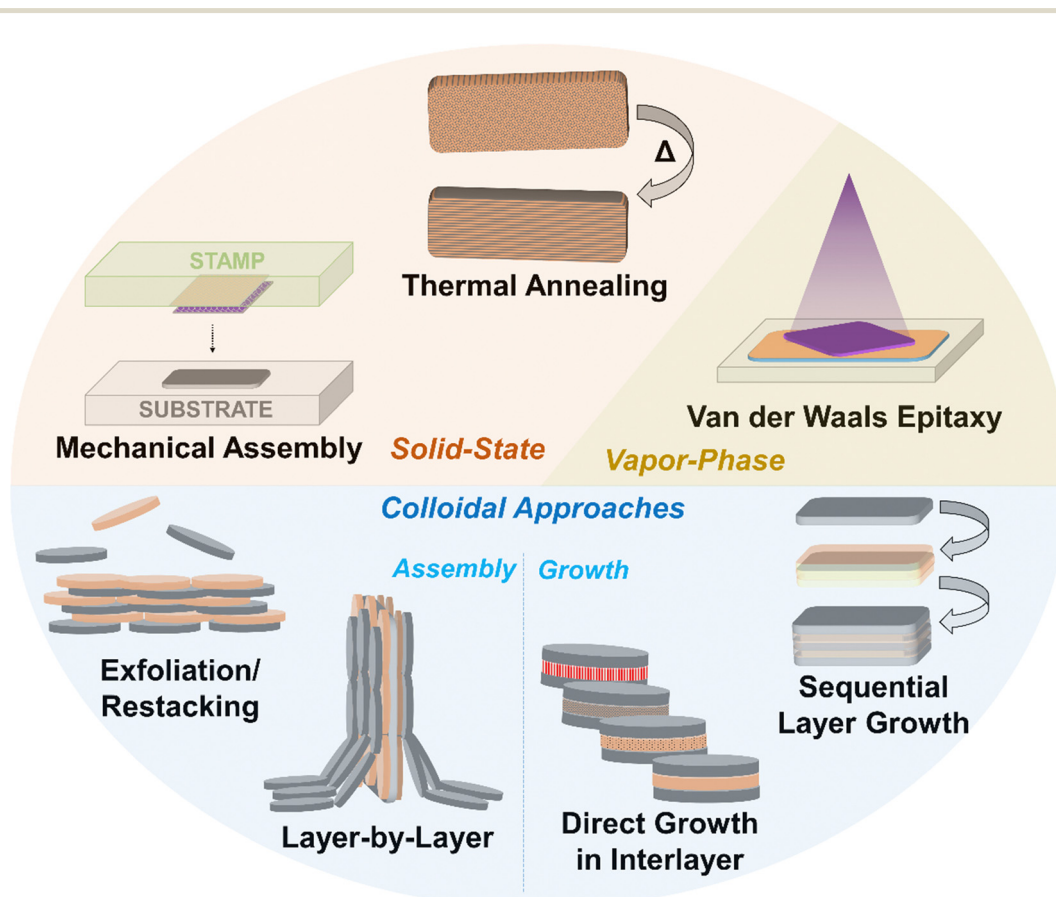 Δ
Thermal Annealing
STAMP
SUBSTRATE
Mechanical Assembly
Solid-State
Van der Waals Epitaxy
Vapor-Phase
Colloidal Approaches
Assembly
Growth
Exfoliation/
Restacking
Layer-by-Layer
Direct Growth
in Interlayer
Sequential
Layer Growth